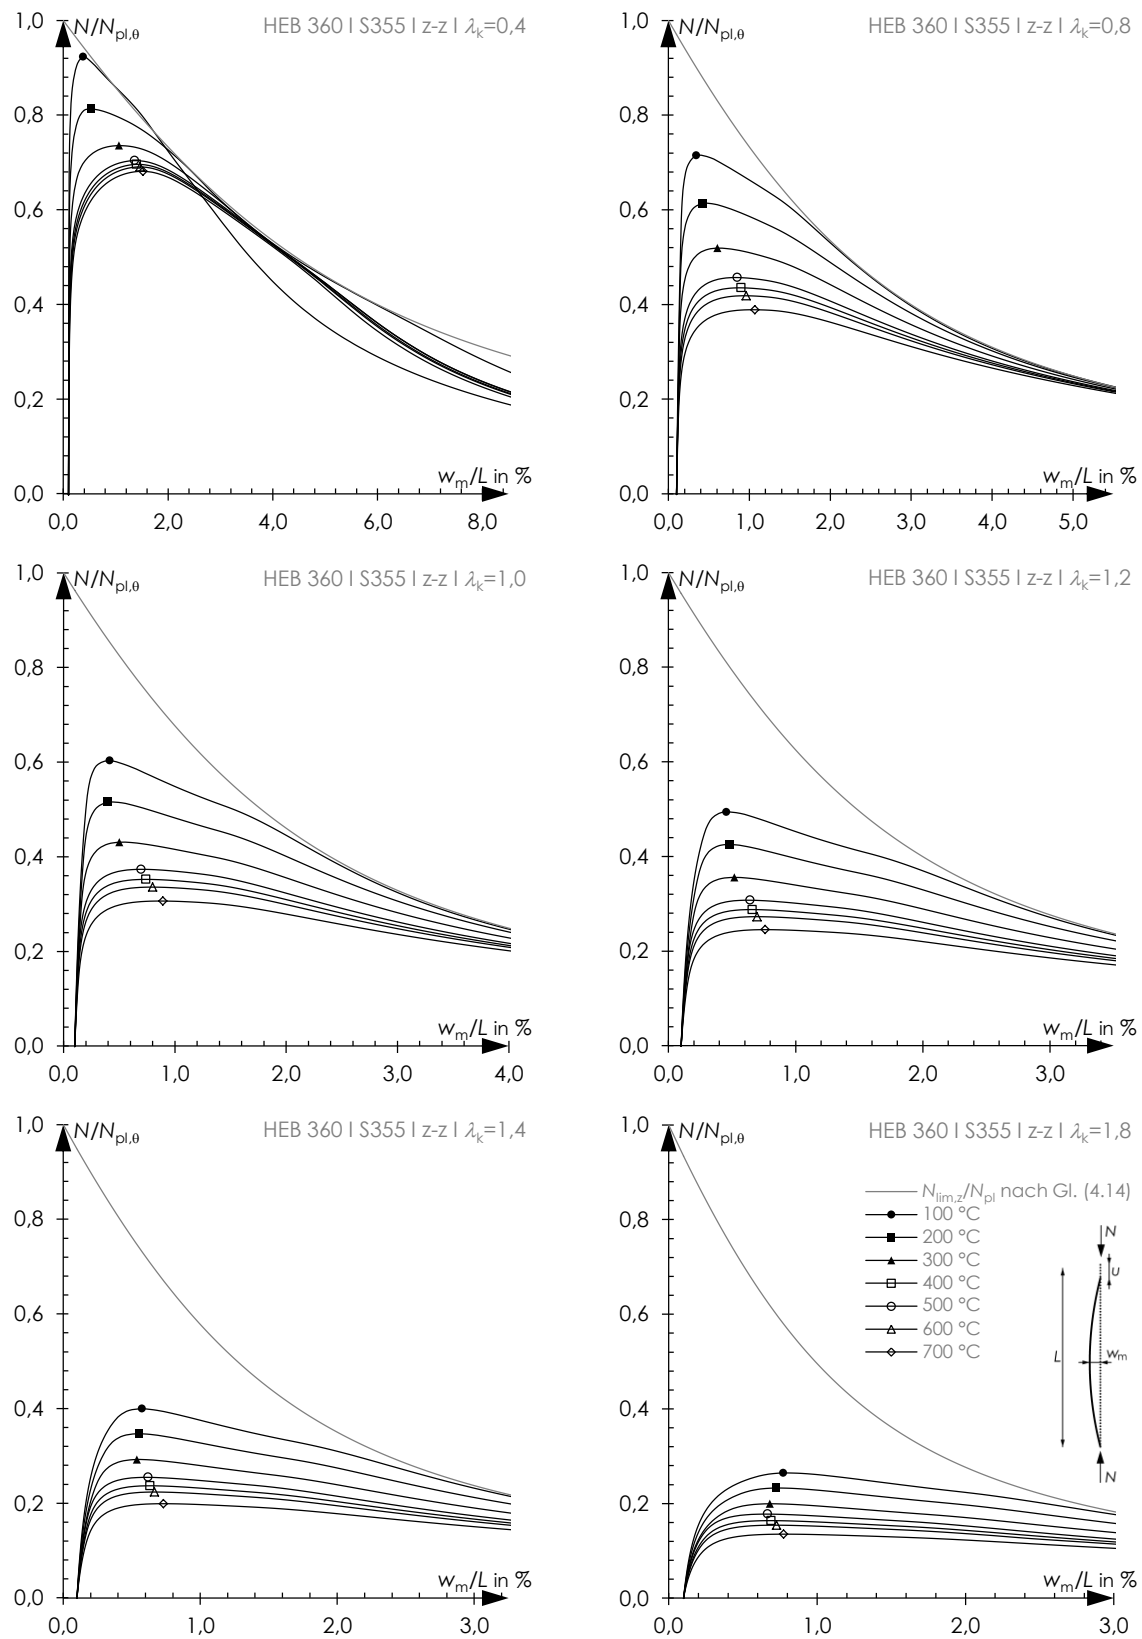 1,0 N/Npl,θ HEB 360 I S355 I z-z I λk=0,4
0,8
0,6
0,4
0,2
wm/L in %
0,0
0,0 2,0 4,0 6,0 8,0
1,0 N/Npl,θ HEB 360 I S355 I z-z I λk=0,8
0,8
0,6
0,4
0,2
wm/L in %
0,0
0,0 1,0 2,0 3,0 4,0 5,0
1,0 N/Npl,θ HEB 360 I S355 I z-z I λk=1,0
0,8
0,6
0,4
0,2
wm/L in %
0,0
0,0 1,0 2,0 3,0 4,0
1,0 N/Npl,θ HEB 360 I S355 I z-z I λk=1,2
0,8
0,6
0,4
0,2
wm/L in %
0,0
0,0 1,0 2,0 3,0
1,0 N/Npl,θ HEB 360 I S355 I z-z I λk=1,4
0,8
0,6
0,4
0,2
wm/L in %
0,0
0,0 1,0 2,0 3,0
1,0 N/Npl,θ HEB 360 I S355 I z-z I λk=1,8
0,8
0,6
0,4
0,2
wm/L in %
0,0
0,0 1,0 2,0 3,0
Nlim,z/Npl nach Gl. (4.14)
100 °C
200 °C
300 °C
400 °C
500 °C
600 °C
700 °C
N
u
L
wm
N